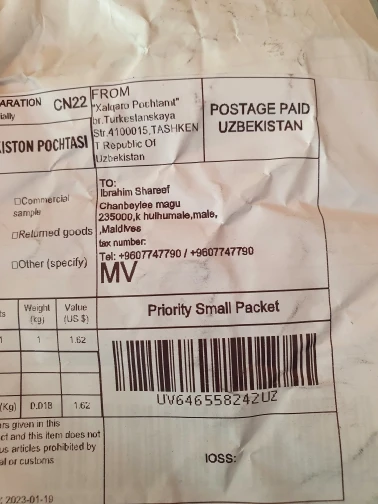 ARATION CN22
ially
ISTON POCHTASI
FROM
"Xalqaro Pochtamt"
br.Turkestanskaya
Str.4100015,TASHKEN
T Republic Of
Uzbekistan
POSTAGE PAID
UZBEKISTAN
□Commercial
sample
□Returned goods
□Other (specify)
TO:
Ibrahim Shareef
Chanbeylee magu
235000,k hulhumale,male,
,Maldives
tax number:
Tel: +9607747790 / +9607747790
MV
ts Weight (kg) Value (US $)
1 1 1.62
(Kg) 0.018 1.62
Priority Small Packet
UV646558242UZ
ars given in this
ct and this item does not
us articles prohibited by
al or customs
IOSS:
: 2023-01-19